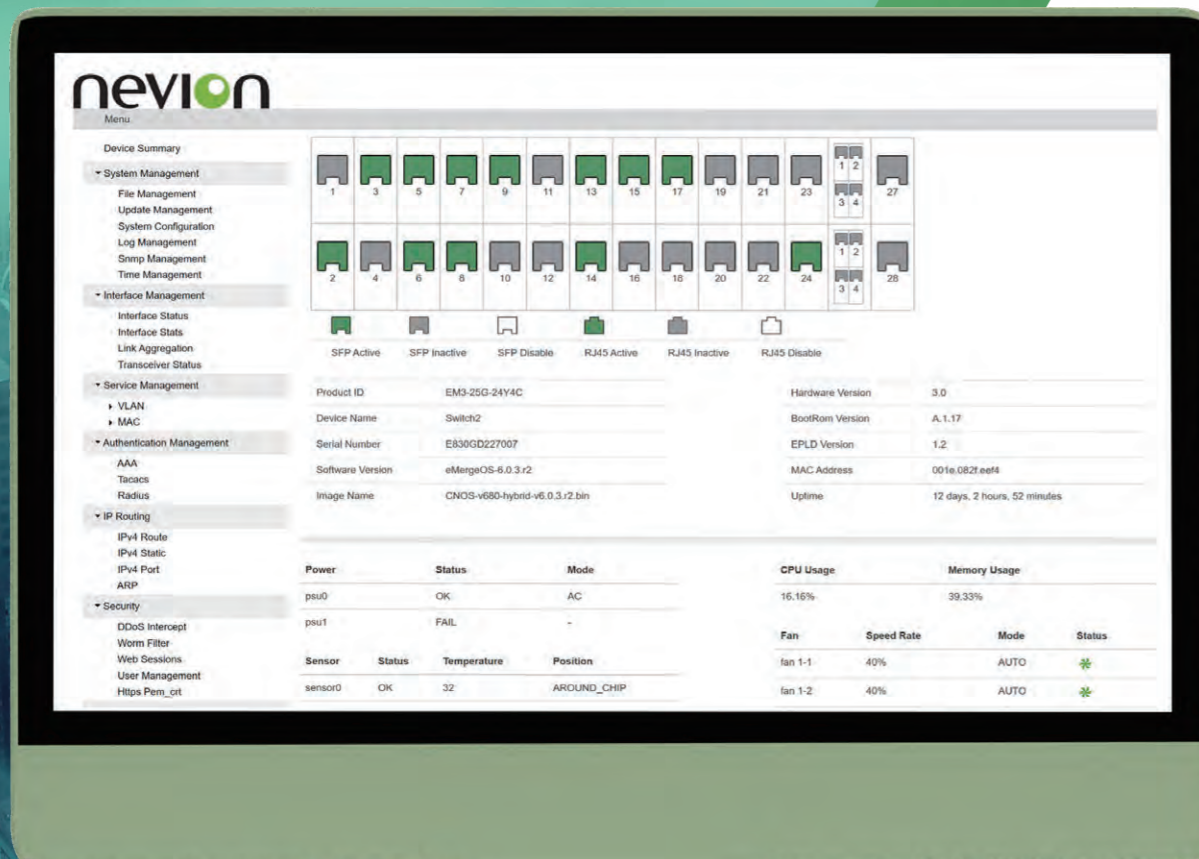 nevion
Menu
Device Summary
System Management
File Management
Update Management
System Configuration
Log Management
Snmp Management
Time Management
Interface Management
Interface Status
Interface Stats
Link Aggregation
Transceiver Status
Service Management
VLAN
MAC
Authentication Management
AAA
Tacacs
Radius
IP Routing
IPv4 Route
IPv4 Static
IPv4 Port
ARP
Security
DDoS Intercept
Worm Filter
Web Sessions
User Management
Https Pem_crt
1 3 5 7 9 11 13 15 17 19 21 23 1 2 3 4 27
2 4 6 8 10 12 14 16 18 20 22 24 1 2 3 4 28
SFP Active SFP Inactive SFP Disable RJ45 Active RJ45 Inactive RJ45 Disable
Product ID EM3-25G-24Y4C
Device Name Switch2
Serial Number E830GD227007
Software Version eMergeOS-6.0.3.r2
Image Name CNOS-v680-hybrid-v6.0.3.r2.bin
Hardware Version 3.0
BootRom Version A.1.17
EPLD Version 1.2
MAC Address 001e.082f.eef4
Uptime 12 days, 2 hours, 52 minutes
Power Status Mode
psu0 OK AC
psu1 FAIL -
Sensor Status Temperature Position
sensor0 OK 32 AROUND_CHIP
CPU Usage Memory Usage
16.16% 39.33%
Fan Speed Rate Mode Status
fan 1-1 40% AUTO
fan 1-2 40% AUTO